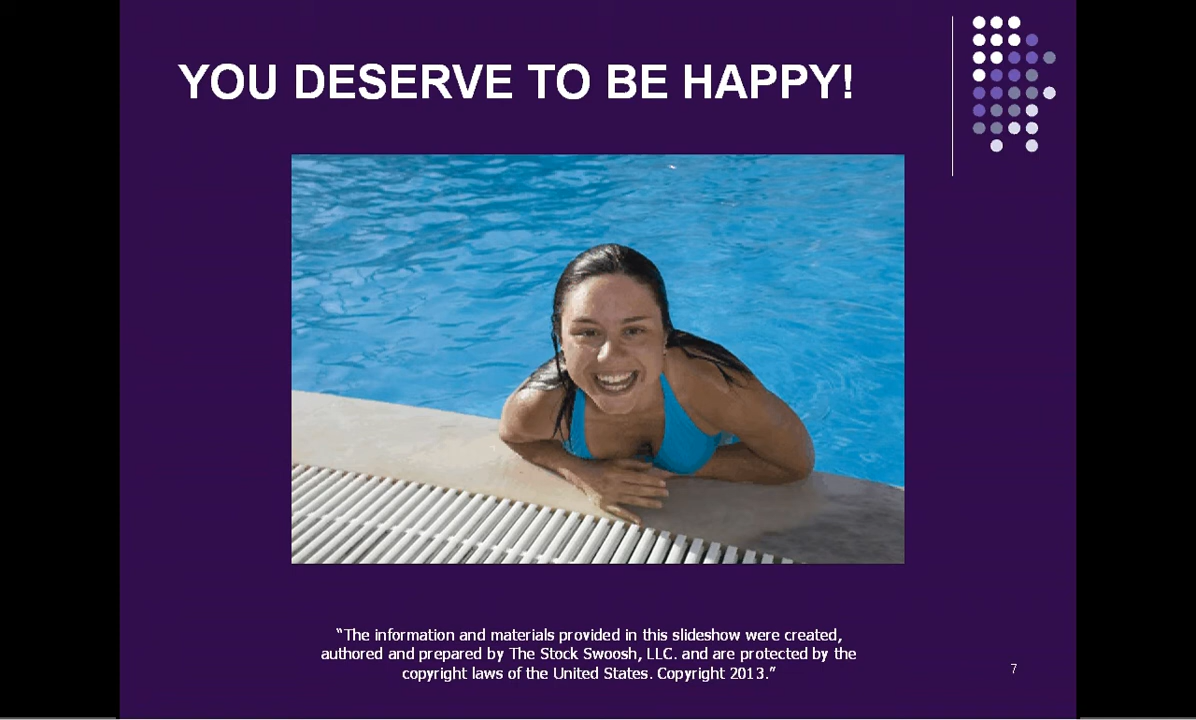 YOU DESERVE TO BE HAPPY!
“The information and materials provided in this slideshow were created,
authored and prepared by The Stock Swoosh, LLC. and are protected by the
copyright laws of the United States. Copyright 2013.”
7